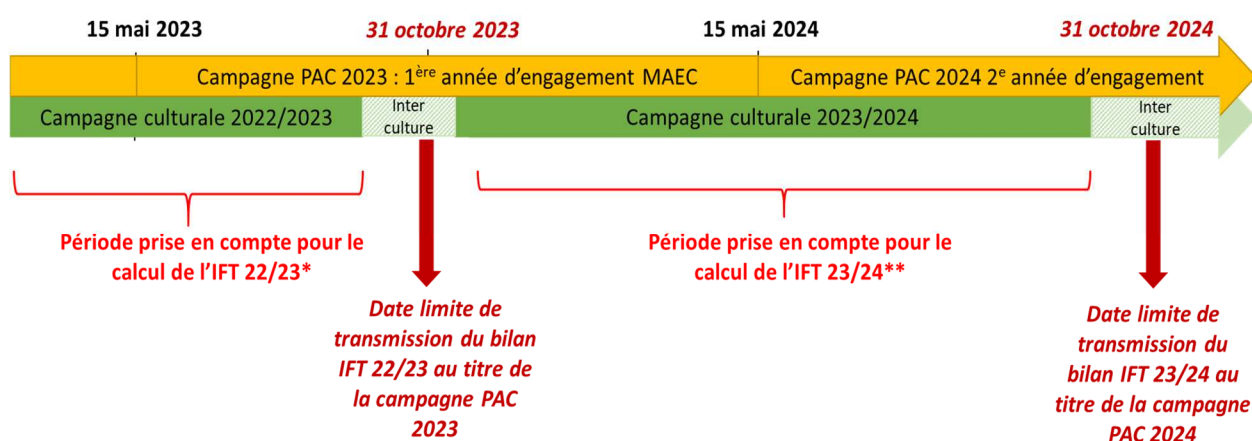 15 mai 2023
31 octobre 2023
15 mai 2024
31 octobre 2024
Campagne PAC 2023 : 1ère année d’engagement MAEC
Campagne PAC 2024 2e année d’engagement
Campagne culturale 2022/2023
Inter
culture
Campagne culturale 2023/2024
Inter
culture
Période prise en compte pour le
calcul de l’IFT 22/23*
Période prise en compte pour le
calcul de l’IFT 23/24**
Date limite de
transmission du bilan
IFT 22/23 au titre de
la campagne PAC
2023
Date limite de
transmission du
bilan IFT 23/24 au
titre de la campagne
PAC 2024